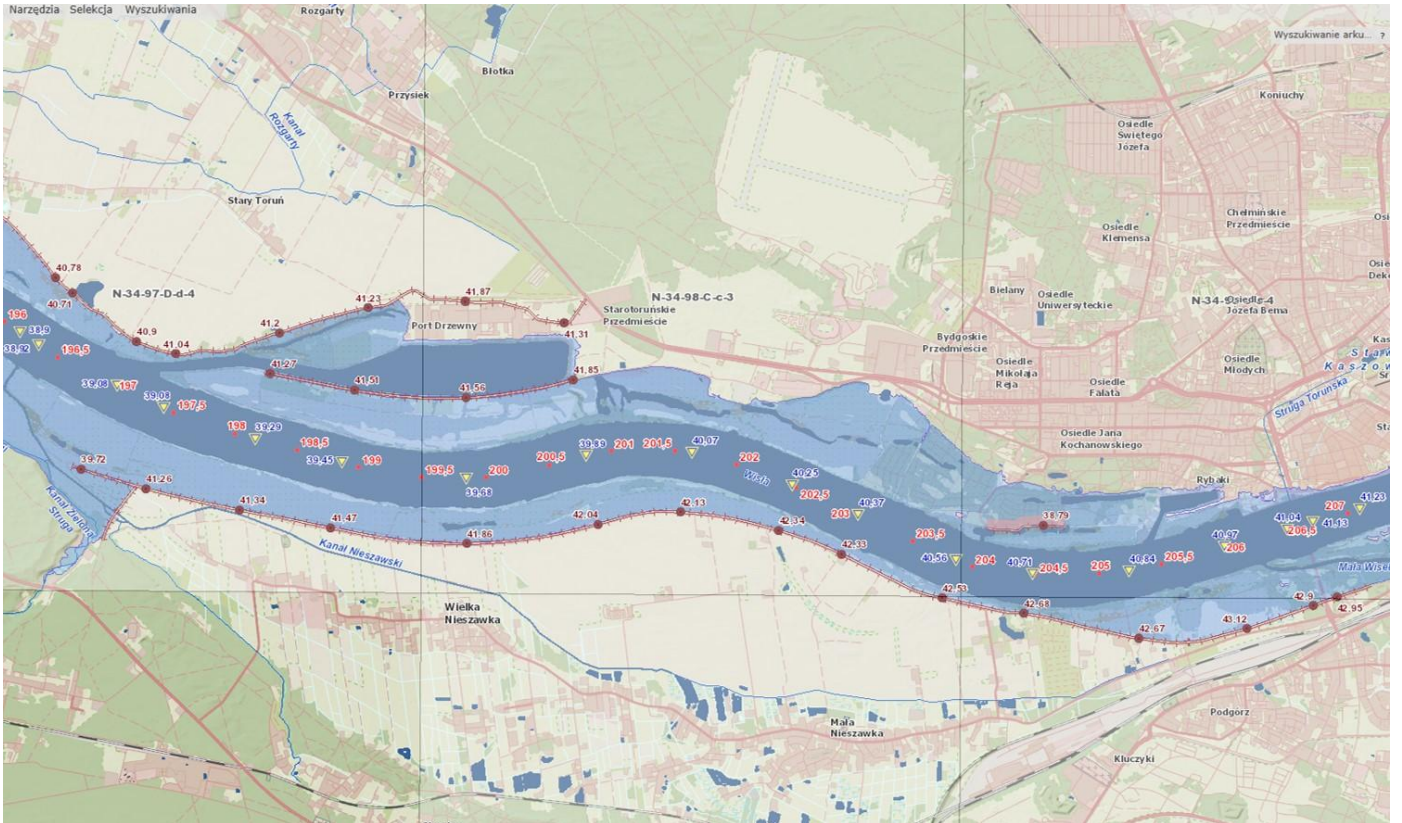 Narzędzia Selekcja Wyszukiwania
Rozgarty
Wyszukiwanie arku... ?
Błotka
Przysiek
Koniuchy
Kanał
Rozgarty
Osiedle
Świętego
Józefa
Stary Toruń
Chełmińskie
Przedmieście
Osiedle
Klemensa
40,78
40,71
N-34-97-D-d-4
41,23
41,87
N-34-98-C-c-3
Bielany
Osiedle
Uniwersyteckie
Józefa Bema
196
38,9
38,92
196,5
40,9
41,04
41,2
Port Drzewny
41,31
Starotoruńskie
Przedmieście
Bydgoskie
Przedmieście
41,27
41,51
41,56
41,85
Osiedle
Mikołaja
Reja
Osiedle
Fałata
Osiedle
Młodych
Struga Toruńska
39,08
197
39,08
197,5
198
39,29
198,5
39,45
199
199,5
39,68
200
200,5
39,89
201
201,5
40,07
202
Wisła
40,25
202,5
203
40,37
203,5
Osiedle Jana
Kochanowskiego
Rybaki
39,72
41,26
41,34
41,47
41,86
42,04
42,13
42,34
42,33
38,79
Kanał Zielona
Struga
Kanał Nieszawski
40,56
204
40,71
204,5
205
40,84
205,5
40,97
206
41,04
206,5
41,13
207
41,23
Mała Wisełka
42,53
42,68
42,67
43,12
42,9
42,95
Wielka
Nieszawka
Mała
Nieszawka
Podgórz
Kluczyki